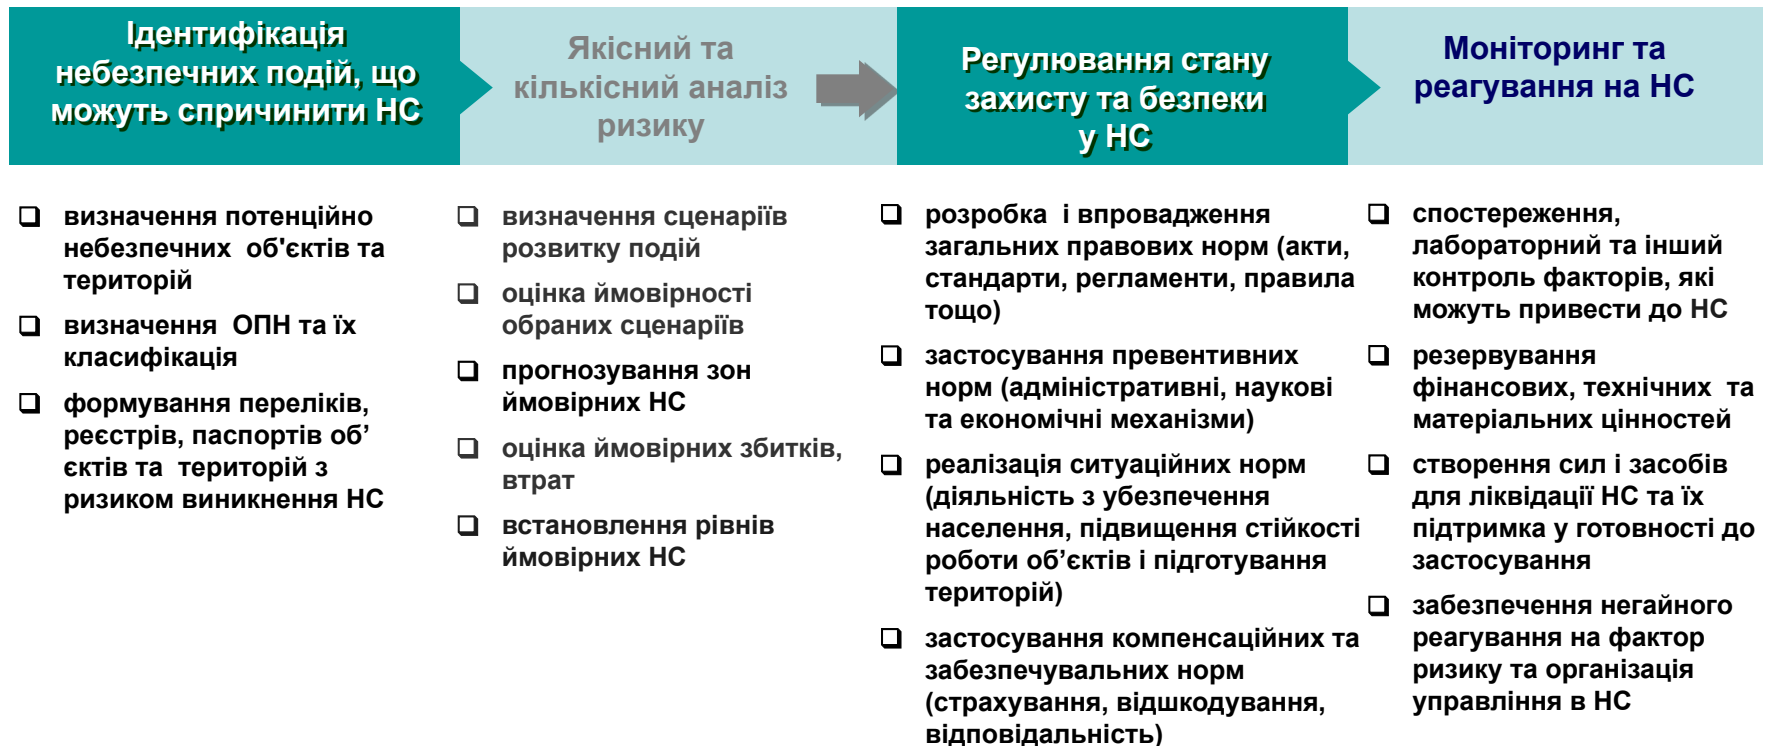 Ідентифікація
небезпечних подій, що
можуть спричинити НС
Якісний та
кількісний аналіз
ризику
Регулювання стану
захисту та безпеки
у НС
Моніторинг та
реагування на НС
визначення потенційно
небезпечних об'єктів та
територій
визначення ОПН та їх
класифікація
формування переліків,
реєстрів, паспортів об’
єктів та територій з
ризиком виникнення НС
визначення сценаріїв
розвитку подій
оцінка ймовірності
обраних сценаріїв
прогнозування зон
ймовірних НС
оцінка ймовірних збитків,
втрат
встановлення рівнів
ймовірних НС
розробка і впровадження
загальних правових норм (акти,
стандарти, регламенти, правила
тощо)
застосування превентивних
норм (адміністративні, наукові
та економічні механізми)
реалізація ситуаційних норм
(діяльність з убезпечення
населення, підвищення стійкості
роботи об’єктів і підготування
територій)
застосування компенсаційних та
забезпечувальних норм
(страхування, відшкодування,
відповідальність)
спостереження,
лабораторний та інший
контроль факторів, які
можуть привести до НС
резервування
фінансових, технічних та
матеріальних цінностей
створення сил і засобів
для ліквідації НС та їх
підтримка у готовності до
застосування
забезпечення негайного
реагування на фактор
ризику та організація
управління в НС